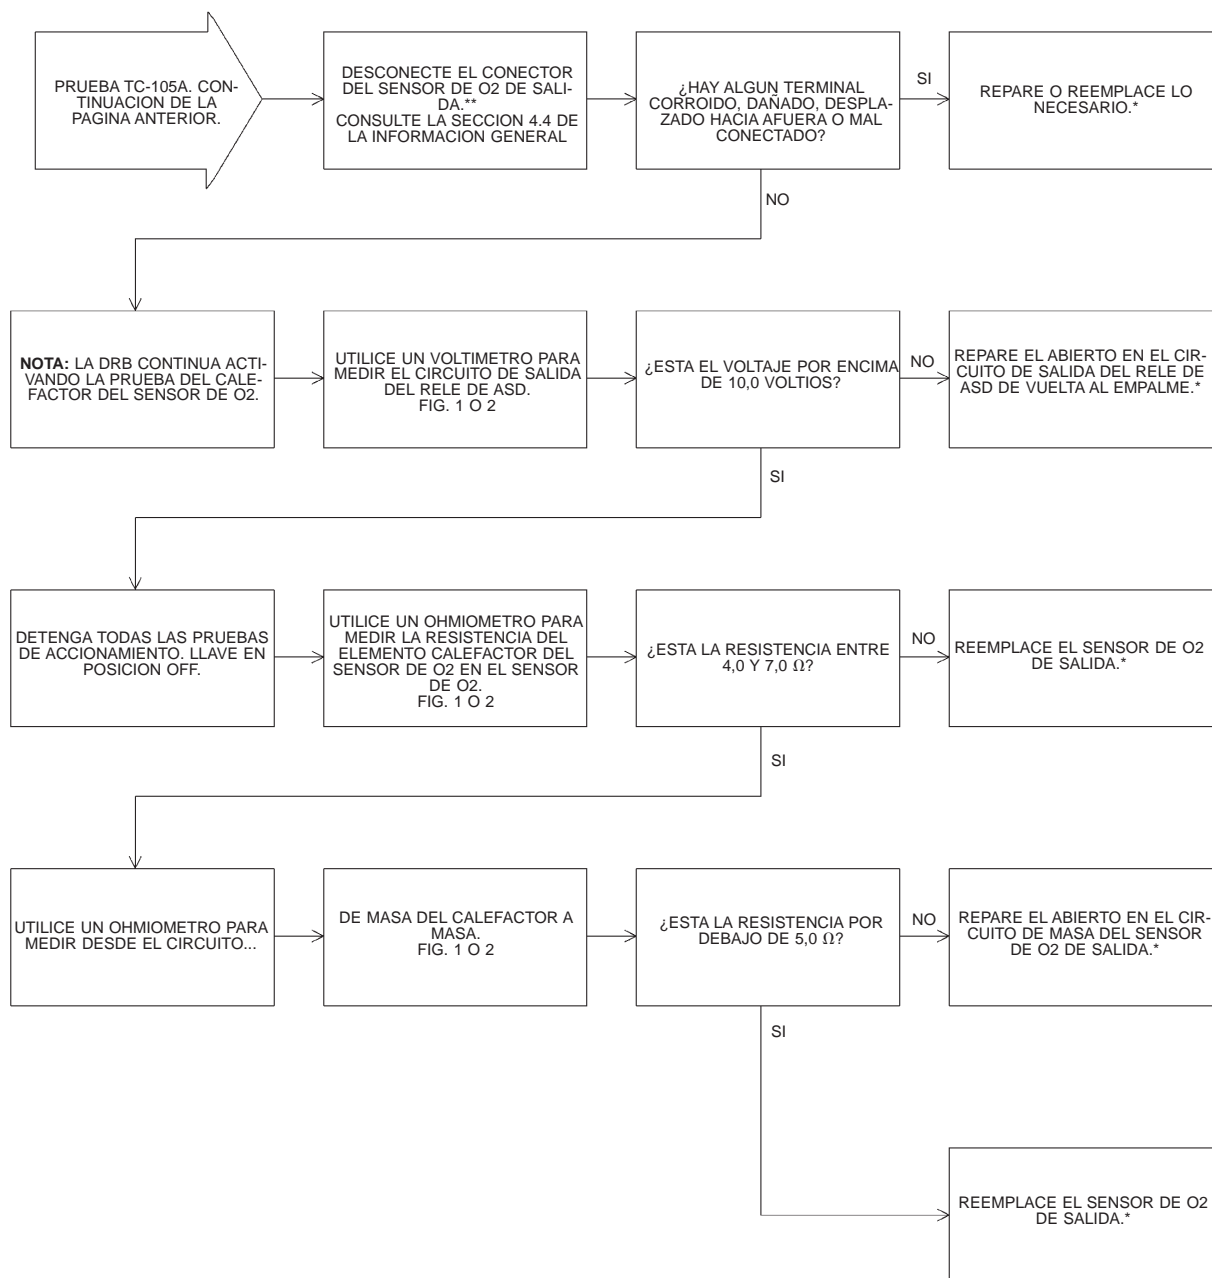 PRUEBA TC-105A. CON-
TINUACION DE LA
PAGINA ANTERIOR.
DESCONECTE EL CONECTOR
DEL SENSOR DE O2 DE SALI-
DA.**
CONSULTE LA SECCION 4.4 DE
LA INFORMACION GENERAL
¿HAY ALGUN TERMINAL
CORROIDO, DAÑADO, DESPLA-
ZADO HACIA AFUERA O MAL
CONECTADO?
SI
REPARE O REEMPLACE LO
NECESARIO.*
NO
NOTA: LA DRB CONTINUA ACTI-
VANDO LA PRUEBA DEL CALE-
FACTOR DEL SENSOR DE O2.
UTILICE UN VOLTIMETRO PARA
MEDIR EL CIRCUITO DE SALIDA
DEL RELE DE ASD.
FIG. 1 O 2
¿ESTA EL VOLTAJE POR ENCIMA
DE 10,0 VOLTIOS?
NO
REPARE EL ABIERTO EN EL CIR-
CUITO DE SALIDA DEL RELE DE
ASD DE VUELTA AL EMPALME.*
SI
DETENGA TODAS LAS PRUEBAS
DE ACCIONAMIENTO. LLAVE EN
POSICION OFF.
UTILICE UN OHMIOMETRO PARA
MEDIR LA RESISTENCIA DEL
ELEMENTO CALEFACTOR DEL
SENSOR DE O2 EN EL SENSOR
DE O2.
FIG. 1 O 2
¿ESTA LA RESISTENCIA ENTRE
4,0 Y 7,0 Ω?
NO
REEMPLACE EL SENSOR DE O2
DE SALIDA.*
SI
UTILICE UN OHMIOMETRO PARA
MEDIR DESDE EL CIRCUITO...
DE MASA DEL CALEFACTOR A
MASA.
FIG. 1 O 2
¿ESTA LA RESISTENCIA POR
DEBAJO DE 5,0 Ω?
NO
REPARE EL ABIERTO EN EL CIR-
CUITO DE MASA DEL SENSOR
DE O2 DE SALIDA.*
SI
REEMPLACE EL SENSOR DE O2
DE SALIDA.*